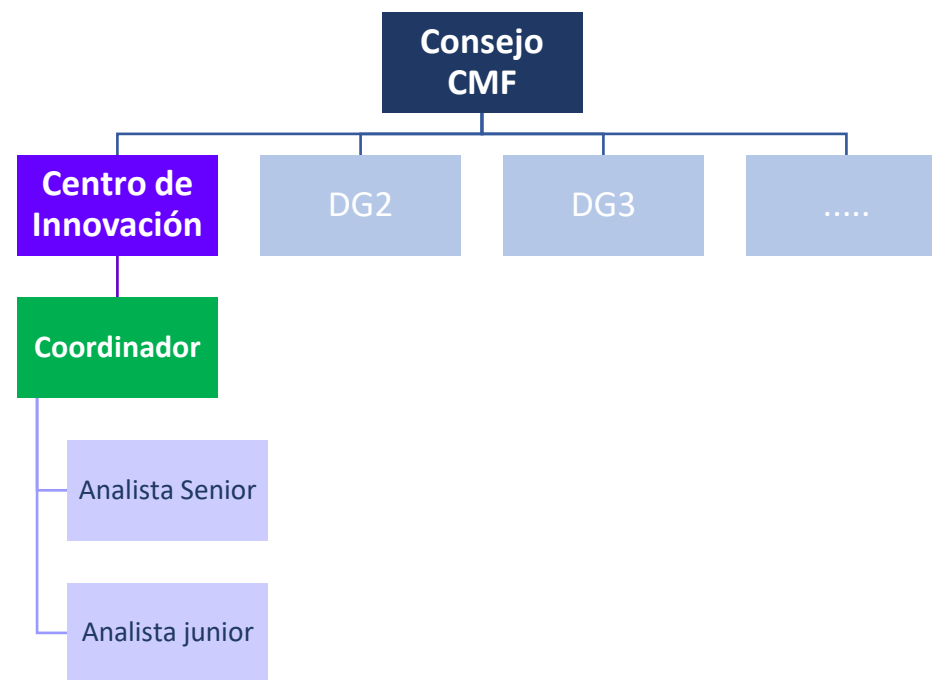 Consejo
CMF
Centro de
Innovación
DG2
DG3
.....
Coordinador
Analista Senior
Analista junior